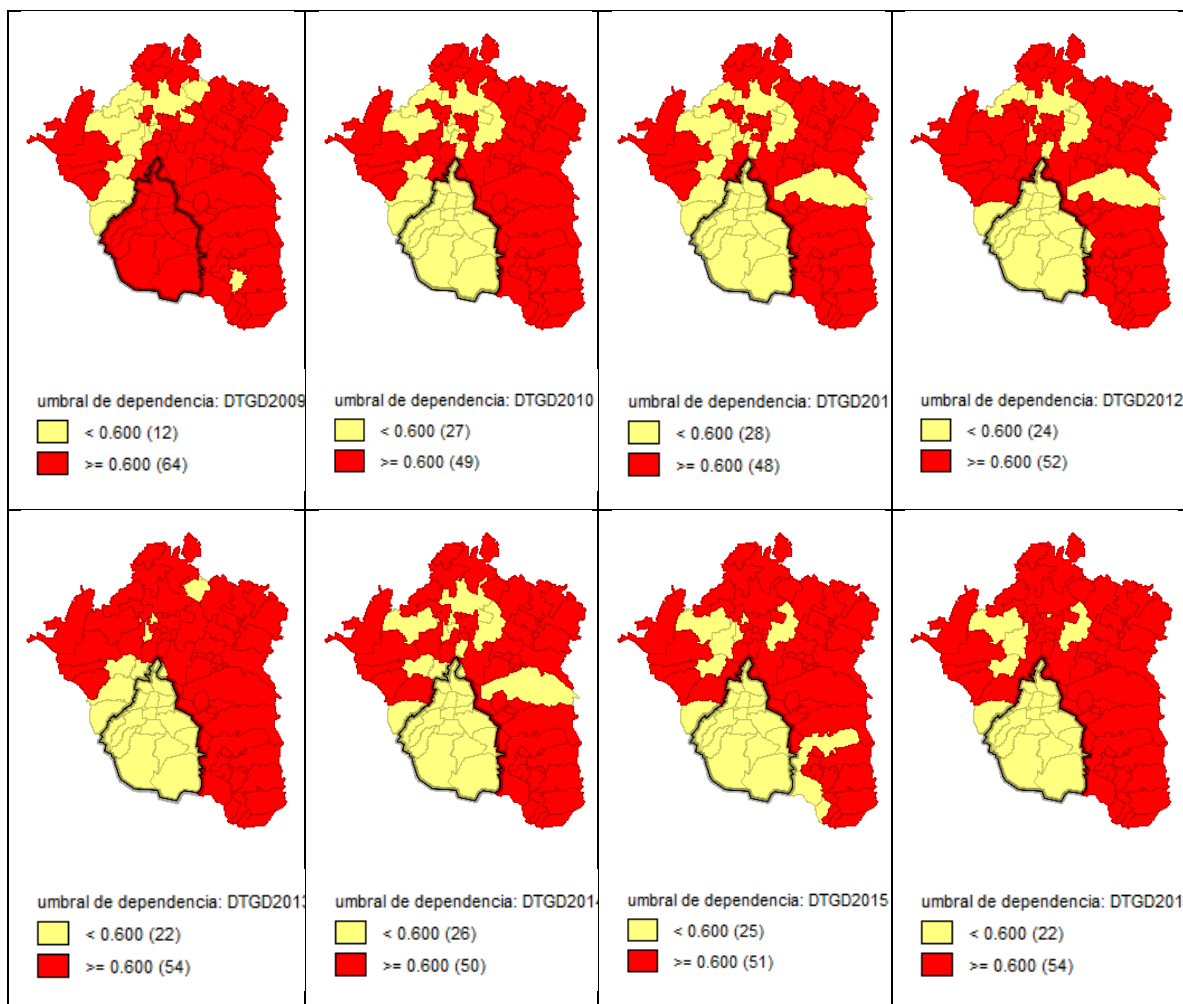 umbral de dependencia: DTGD2009
< 0.600 (12)
>= 0.600 (64)
umbral de dependencia: DTGD2010
< 0.600 (27)
>= 0.600 (49)
umbral de dependencia: DTGD201
< 0.600 (28)
>= 0.600 (48)
umbral de dependencia: DTGD2012
< 0.600 (24)
>= 0.600 (52)
umbral de dependencia: DTGD2013
< 0.600 (22)
>= 0.600 (54)
umbral de dependencia: DTGD2014
< 0.600 (26)
>= 0.600 (50)
umbral de dependencia: DTGD2015
< 0.600 (25)
>= 0.600 (51)
umbral de dependencia: DTGD201
< 0.600 (22)
>= 0.600 (54)